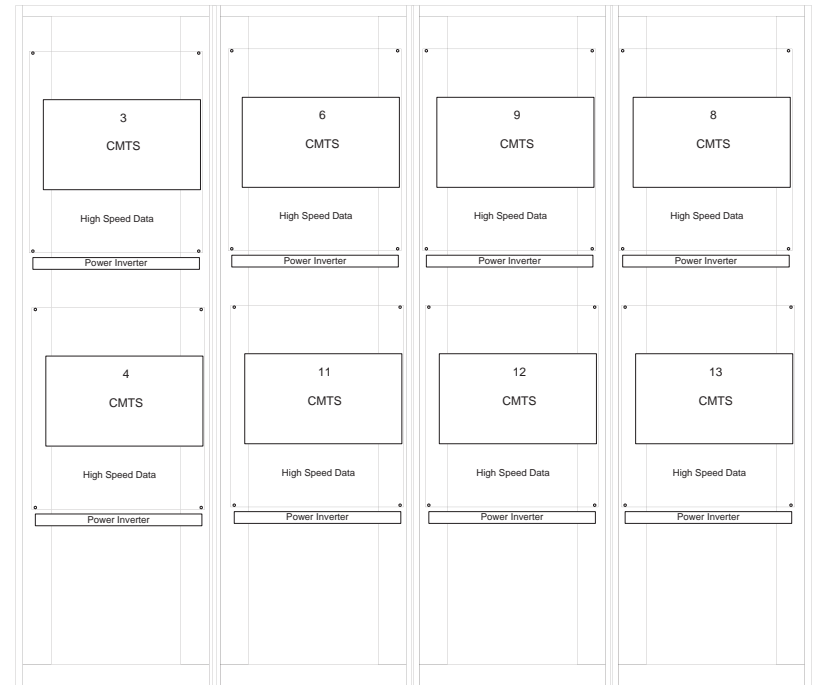 3
CMTS
High Speed Data
Power Inverter
6
CMTS
High Speed Data
Power Inverter
9
CMTS
High Speed Data
Power Inverter
8
CMTS
High Speed Data
Power Inverter
4
CMTS
High Speed Data
Power Inverter
11
CMTS
High Speed Data
Power Inverter
12
CMTS
High Speed Data
Power Inverter
13
CMTS
High Speed Data
Power Inverter